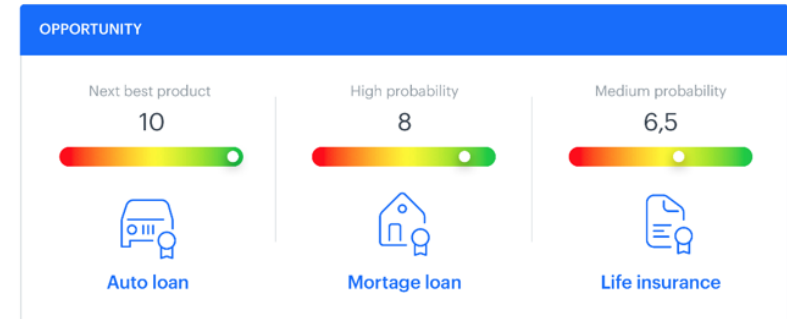 OPPORTUNITY
Next best product
10
Auto loan
High probability
8
Mortage loan
Medium probability
6,5
Life insurance